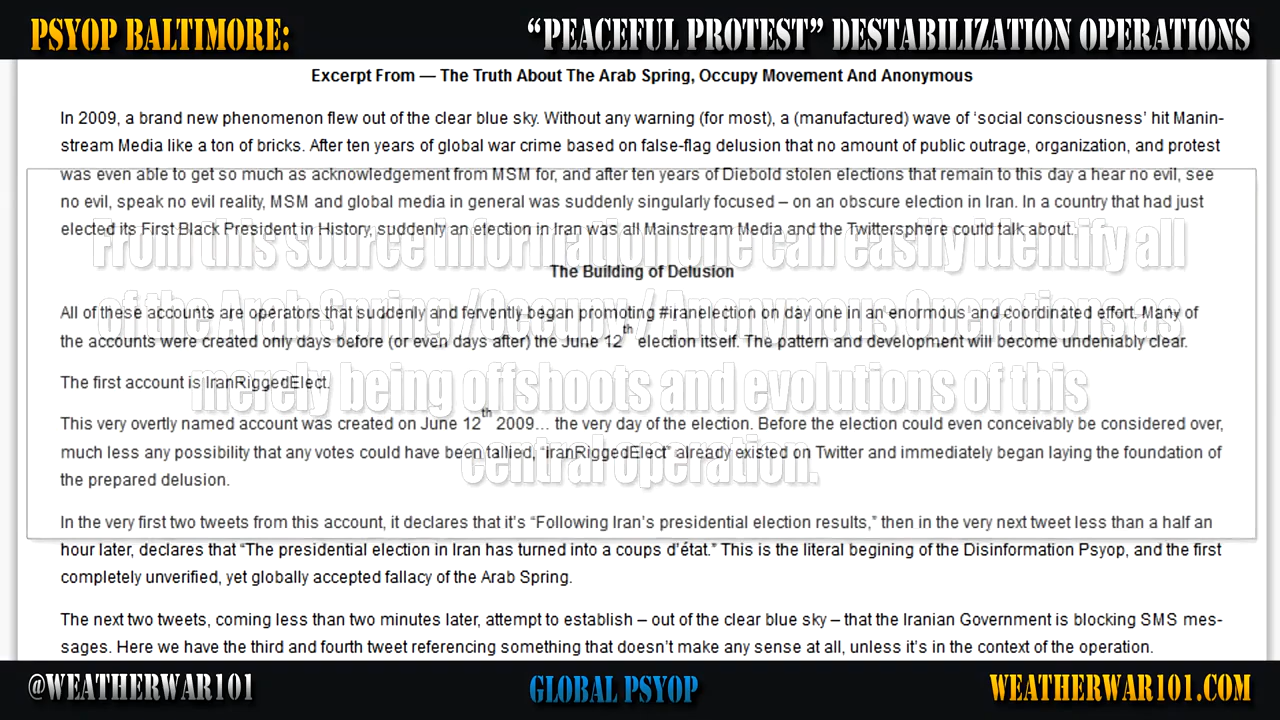 PSYOP BALTIMORE:
“PEACEFUL PROTEST” DESTABILIZATION OPERATIONS
Excerpt From — The Truth About The Arab Spring, Occupy Movement And Anonymous
In 2009, a brand new phenomenon flew out of the clear blue sky. Without any warning (for most), a (manufactured) wave of ‘social consciousness’ hit Manin-
stream Media like a ton of bricks. After ten years of global war crime based on false-flag delusion that no amount of public outrage, organization, and protest
was even able to get so much as acknowledgement from MSM for, and after ten years of Diebold stolen elections that remain to this day a hear no evil, see
no evil, speak no evil reality, MSM and global media in general was suddenly singularly focused – on an obscure election in Iran. In a country that had just
elected its First Black President in History, suddenly an election in Iran was all Mainstream Media and the Twittersphere could talk about.
The Building of Delusion
All of these accounts are operators that suddenly and fervently began promoting #iranelection on day one in an enormous and coordinated effort. Many of
the accounts were created only days before (or even days after) the June 12th election itself. The pattern and development will become undeniably clear.
The first account is IranRiggedElect.
This very overtly named account was created on June 12th 2009… the very day of the election. Before the election could even conceivably be considered over,
much less any possibility that any votes could have been tallied, “iranRiggedElect” already existed on Twitter and immediately began laying the foundation of
the prepared delusion.
In the very first two tweets from this account, it declares that it’s “Following Iran’s presidential election results,” then in the very next tweet less than a half an
hour later, declares that “The presidential election in Iran has turned into a coups d’état.” This is the literal begining of the Disinformation Psyop, and the first
completely unverified, yet globally accepted fallacy of the Arab Spring.
The next two tweets, coming less than two minutes later, attempt to establish – out of the clear blue sky – that the Iranian Government is blocking SMS mes-
sages. Here we have the third and fourth tweet referencing something that doesn’t make any sense at all, unless it’s in the context of the operation.
From this source information one can easily identify all
of the Arab Spring / Occupy / Anonymous Operations as
merely being offshoots and evolutions of this
central operation.
@WEATHERWAR101
GLOBAL PSYOP
WEATHERWAR101.COM